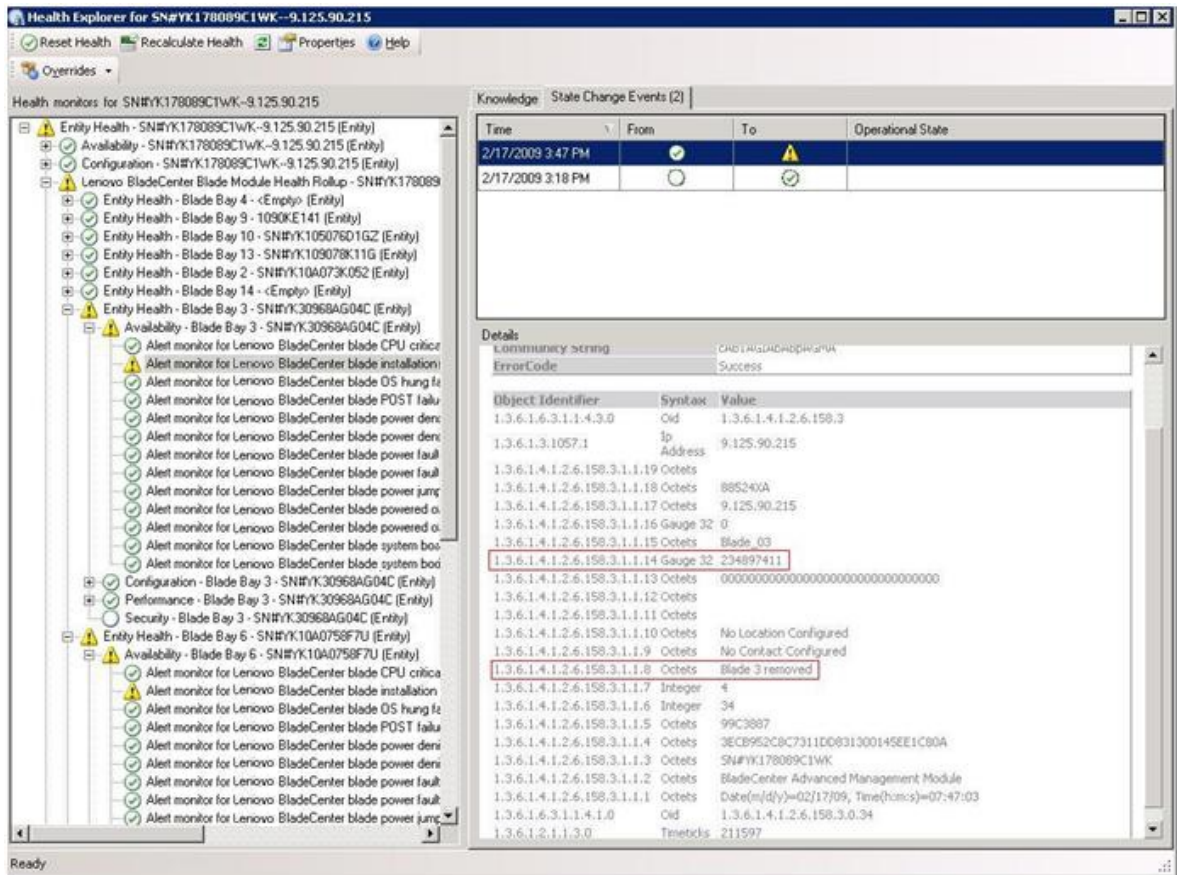 Health Explorer for SN#YK178089C1WK--9.125.90.215
Reset Health Recalculate Health Properties Help
Overrides
Health monitors for SN#YK178089C1WK--9.125.90.215
Entity Health - SN#YK178089C1WK--9.125.90.215 (Entity)
Availability - SN#YK178089C1WK--9.125.90.215 (Entity)
Configuration - SN#YK178089C1WK--9.125.90.215 (Entity)
Lenovo BladeCenter Blade Module Health Rollup - SN#YK178089
Entity Health - Blade Bay 4 - <Empty> (Entity)
Entity Health - Blade Bay 9 - 1090KE141 (Entity)
Entity Health - Blade Bay 10 - SN#YK105076D1GZ (Entity)
Entity Health - Blade Bay 13 - SN#YK109078K11G (Entity)
Entity Health - Blade Bay 2 - SN#YK10A073K052 (Entity)
Entity Health - Blade Bay 14 - <Empty> (Entity)
Entity Health - Blade Bay 3 - SN#YK30968AG04C (Entity)
Availability - Blade Bay 3 - SN#YK30968AG04C (Entity)
Alert monitor for Lenovo BladeCenter blade CPU critica
Alert monitor for Lenovo BladeCenter blade installation
Alert monitor for Lenovo BladeCenter blade OS hung fa
Alert monitor for Lenovo BladeCenter blade POST failu
Alert monitor for Lenovo BladeCenter blade power deni
Alert monitor for Lenovo BladeCenter blade power deni
Alert monitor for Lenovo BladeCenter blade power fault
Alert monitor for Lenovo BladeCenter blade power fault
Alert monitor for Lenovo BladeCenter blade power jump
Alert monitor for Lenovo BladeCenter blade powered o
Alert monitor for Lenovo BladeCenter blade powered o
Alert monitor for Lenovo BladeCenter blade system boa
Alert monitor for Lenovo BladeCenter blade system boo
Configuration - Blade Bay 3 - SN#YK30968AG04C (Entity)
Performance - Blade Bay 3 - SN#YK30968AG04C (Entity)
Security - Blade Bay 3 - SN#YK30968AG04C (Entity)
Entity Health - Blade Bay 6 - SN#YK10A0758F7U (Entity)
Availability - Blade Bay 6 - SN#YK10A0758F7U (Entity)
Alert monitor for Lenovo BladeCenter blade CPU critica
Alert monitor for Lenovo BladeCenter blade installation
Alert monitor for Lenovo BladeCenter blade OS hung fa
Alert monitor for Lenovo BladeCenter blade POST failu
Alert monitor for Lenovo BladeCenter blade power deni
Alert monitor for Lenovo BladeCenter blade power deni
Alert monitor for Lenovo BladeCenter blade power fault
Alert monitor for Lenovo BladeCenter blade power fault
Alert monitor for Lenovo BladeCenter blade power jump
Knowledge State Change Events (2)
Time From To Operational State
2/17/2009 3:47 PM
2/17/2009 3:18 PM
Details
Community String
ErrorCode Success
Object Identifier Syntax Value
1.3.6.1.6.3.1.1.4.3.0 Oid 1.3.6.1.4.1.2.6.158.3
1.3.6.1.3.1057.1 Ip Address 9.125.90.215
1.3.6.1.4.1.2.6.158.3.1.1.19 Octets
1.3.6.1.4.1.2.6.158.3.1.1.18 Octets 88524XA
1.3.6.1.4.1.2.6.158.3.1.1.17 Octets 9.125.90.215
1.3.6.1.4.1.2.6.158.3.1.1.16 Gauge 32 0
1.3.6.1.4.1.2.6.158.3.1.1.15 Octets Blade_03
1.3.6.1.4.1.2.6.158.3.1.1.14 Gauge 32 234897411
1.3.6.1.4.1.2.6.158.3.1.1.13 Octets 00000000000000000000000000000000
1.3.6.1.4.1.2.6.158.3.1.1.12 Octets
1.3.6.1.4.1.2.6.158.3.1.1.11 Octets
1.3.6.1.4.1.2.6.158.3.1.1.10 Octets No Location Configured
1.3.6.1.4.1.2.6.158.3.1.1.9 Octets No Contact Configured
1.3.6.1.4.1.2.6.158.3.1.1.8 Octets Blade 3 removed
1.3.6.1.4.1.2.6.158.3.1.1.7 Integer 4
1.3.6.1.4.1.2.6.158.3.1.1.6 Integer 34
1.3.6.1.4.1.2.6.158.3.1.1.5 Octets 99C3887
1.3.6.1.4.1.2.6.158.3.1.1.4 Octets 3ECB952C8C7311DD831300145EE1C80A
1.3.6.1.4.1.2.6.158.3.1.1.3 Octets SN#YK178089C1WK
1.3.6.1.4.1.2.6.158.3.1.1.2 Octets BladeCenter Advanced Management Module
1.3.6.1.4.1.2.6.158.3.1.1.1 Octets Date(m/d/y)=02/17/09, Time(h:m:s)=07:47:03
1.3.6.1.6.3.1.1.4.1.0 Oid 1.3.6.1.4.1.2.6.158.3.0.34
1.3.6.1.2.1.1.3.0 Timeticks 211597
Ready